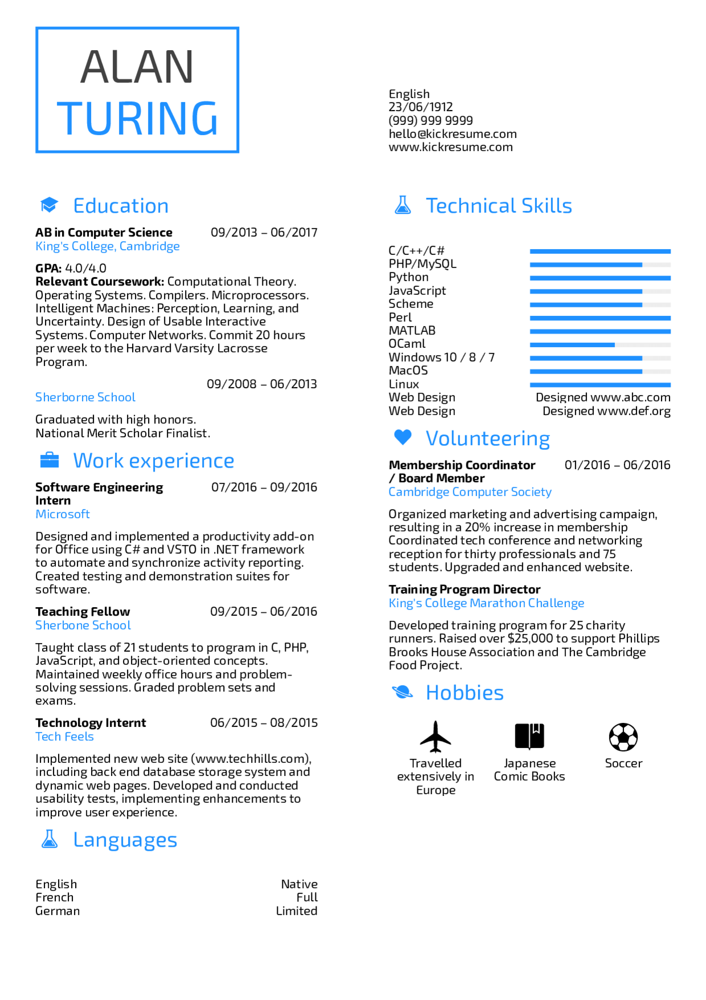 ALAN
TURING
English
23/06/1912
(999) 999 9999
hello@kickresume.com
www.kickresume.com
Education
AB in Computer Science 09/2013 – 06/2017
King's College, Cambridge
GPA: 4.0/4.0
Relevant Coursework: Computational Theory.
Operating Systems. Compilers. Microprocessors.
Intelligent Machines: Perception, Learning, and
Uncertainty. Design of Usable Interactive
Systems. Computer Networks. Commit 20 hours
per week to the Harvard Varsity Lacrosse
Program.
09/2008 – 06/2013
Sherborne School
Graduated with high honors.
National Merit Scholar Finalist.
Work experience
Software Engineering 07/2016 – 09/2016
Intern
Microsoft
Designed and implemented a productivity add-on
for Office using C# and VSTO in .NET framework
to automate and synchronize activity reporting.
Created testing and demonstration suites for
software.
Teaching Fellow 09/2015 – 06/2016
Sherbone School
Taught class of 21 students to program in C, PHP,
JavaScript, and object-oriented concepts.
Maintained weekly office hours and problem-
solving sessions. Graded problem sets and
exams.
Technology Internt 06/2015 – 08/2015
Tech Feels
Implemented new web site (www.techhills.com),
including back end database storage system and
dynamic web pages. Developed and conducted
usability tests, implementing enhancements to
improve user experience.
Languages
English Native
French Full
German Limited
Technical Skills
C/C++/C#
PHP/MySQL
Python
JavaScript
Scheme
Perl
MATLAB
OCaml
Windows 10 / 8 / 7
MacOS
Linux
Web Design Designed www.abc.com
Web Design Designed www.def.org
Volunteering
Membership Coordinator 01/2016 – 06/2016
/ Board Member
Cambridge Computer Society
Organized marketing and advertising campaign,
resulting in a 20% increase in membership
Coordinated tech conference and networking
reception for thirty professionals and 75
students. Upgraded and enhanced website.
Training Program Director
King's College Marathon Challenge
Developed training program for 25 charity
runners. Raised over $25,000 to support Phillips
Brooks House Association and The Cambridge
Food Project.
Hobbies
Travelled
extensively in
Europe
Japanese
Comic Books
Soccer